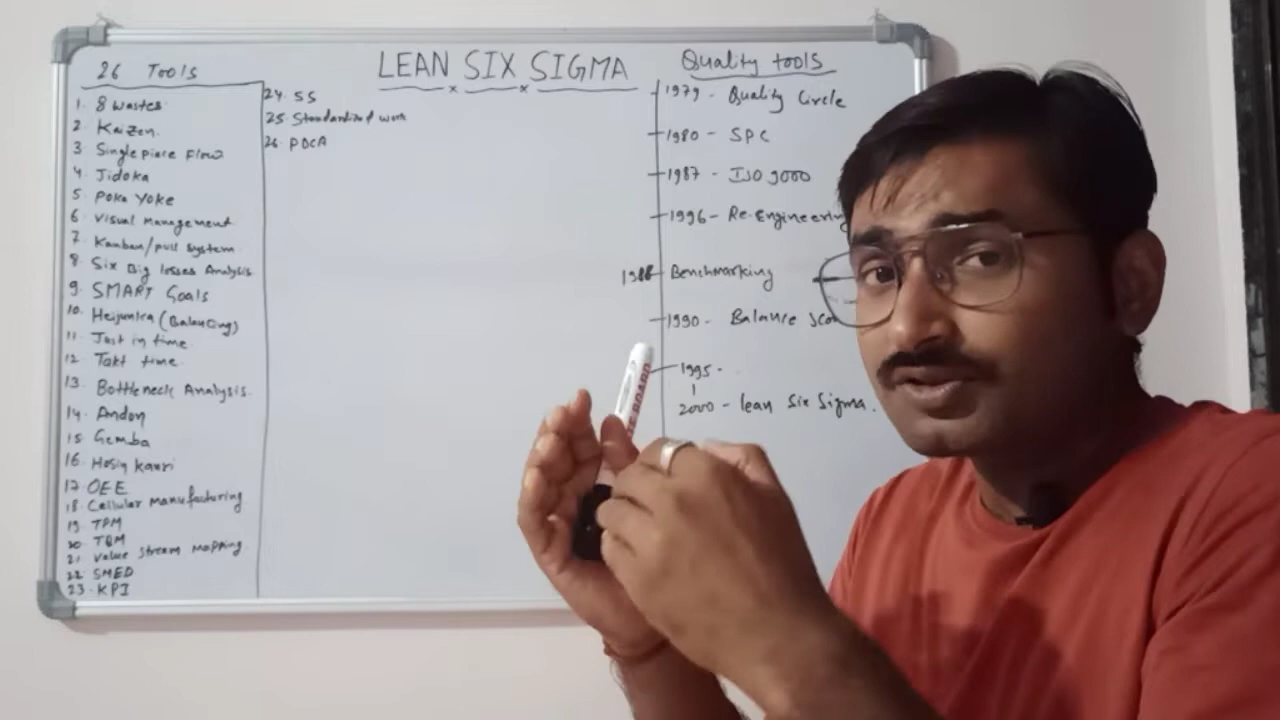 26 Tools
1. 8 wastes
2. Kaizen.
3. Single piece Flow
4. Jidoka
5. Poka Yoke
6. Visual Management
7. Kanban/pull system
8. Six Big losses Analysis
9. SMART Goals
10. Heijunka (Balancing)
11. Just in time
12. Takt time.
13. Bottleneck Analysis.
14. Andon
15. Gemba
16. Hosin Kanri
17. OEE
18. Cellular Manufacturing
19. TPM
20. TQM
21. Value Stream Mapping
22. SMED
23. KPI
24. 5S
25. Standardized work
26. PDCA
LEAN SIX SIGMA
Quality tools
1979 - Quality Circle
1980 - SPC
1987 - ISO 9000
1996 - Re-Engineering
Benchmarking
1990 - Balance
1995 -
2000 - lean Six Sigma.
BOARD